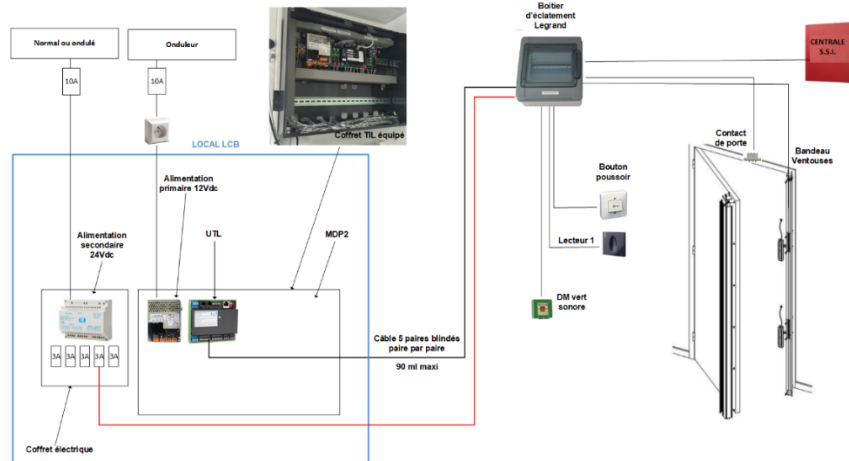 Normal ou ondulé
Onduleur
10A
10A
Coffret TIL équipé
Boitier
d'éclatement
Legrand
CENTRALE
S.S.I.
LOCAL LCB
Contact
de porte
Bandeau
Ventouses
Bouton
poussoir
Lecteur 1
DM vert
sonore
Alimentation
primaire 12Vdc
UTL
MDP2
Alimentation
secondaire
24Vdc
3A
3A
3A
3A
3A
Câble 5 paires blindés
paire par paire
90 ml maxi
Coffret électrique